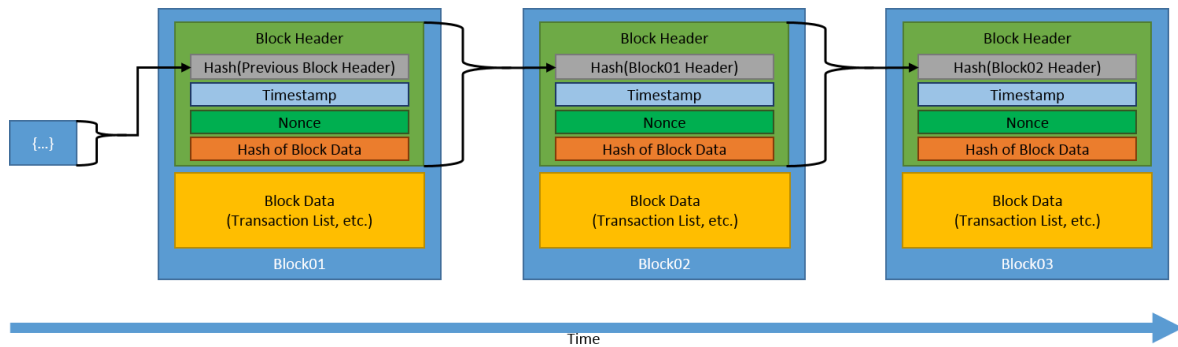 {...}
Block Header
Hash(Previous Block Header)
Timestamp
Nonce
Hash of Block Data
Block Data
(Transaction List, etc.)
Block01
Block Header
Hash(Block01 Header)
Timestamp
Nonce
Hash of Block Data
Block Data
(Transaction List, etc.)
Block02
Block Header
Hash(Block02 Header)
Timestamp
Nonce
Hash of Block Data
Block Data
(Transaction List, etc.)
Block03
Time